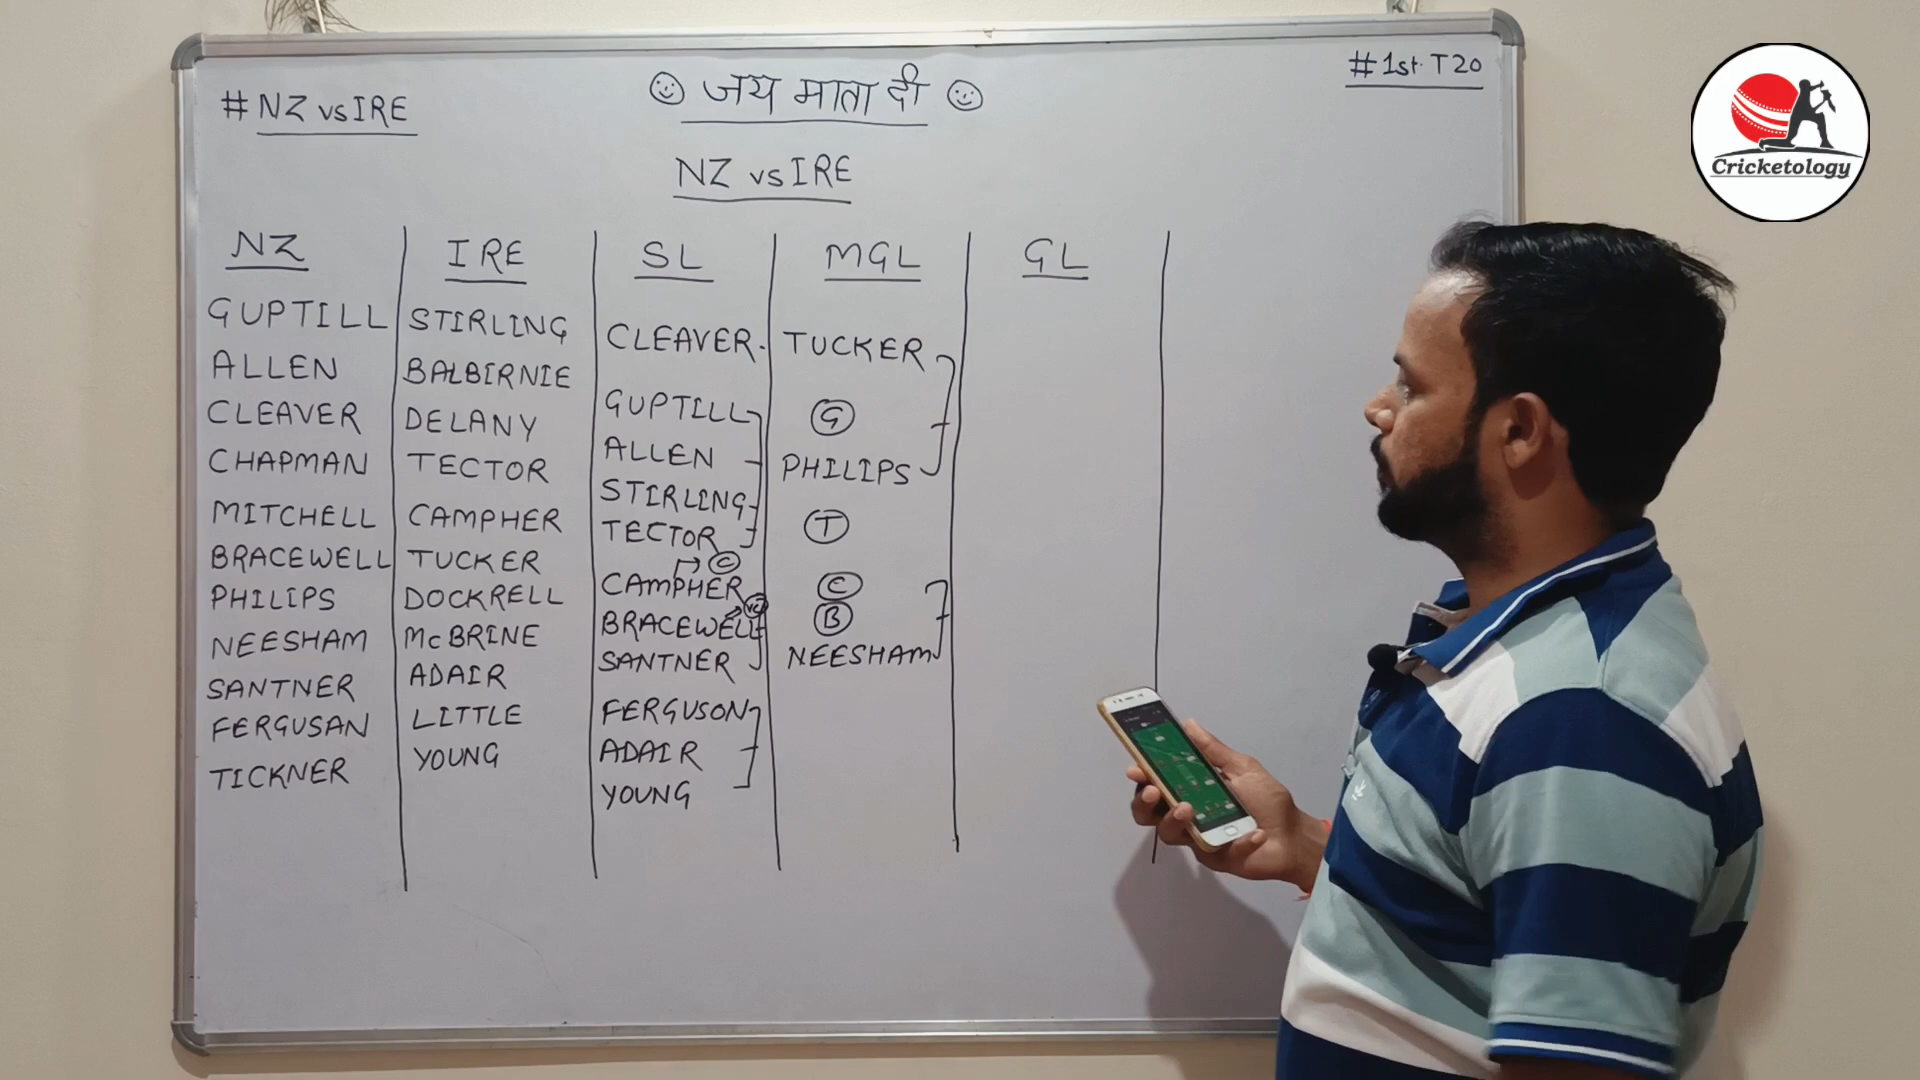 # NZ vs IRE
☺ जय माता दी ☺
#1st T20
Cricketology
NZ vs IRE
NZ
GUPTILL
ALLEN
CLEAVER
CHAPMAN
MITCHELL
BRACEWELL
PHILIPS
NEESHAM
SANTNER
FERGUSAN
TICKNER
IRE
STIRLING
BALBIRNIE
DELANY
TECTOR
CAMPHER
TUCKER
DOCKRELL
McBRINE
ADAIR
LITTLE
YOUNG
SL
CLEAVER
GUPTILL
ALLEN
STIRLING
TECTOR
C
CAMPHER
VC
BRACEWELL
SANTNER
FERGUSON
ADAIR
YOUNG
MGL
TUCKER
G
PHILIPS
T
C
B
NEESHAM
GL